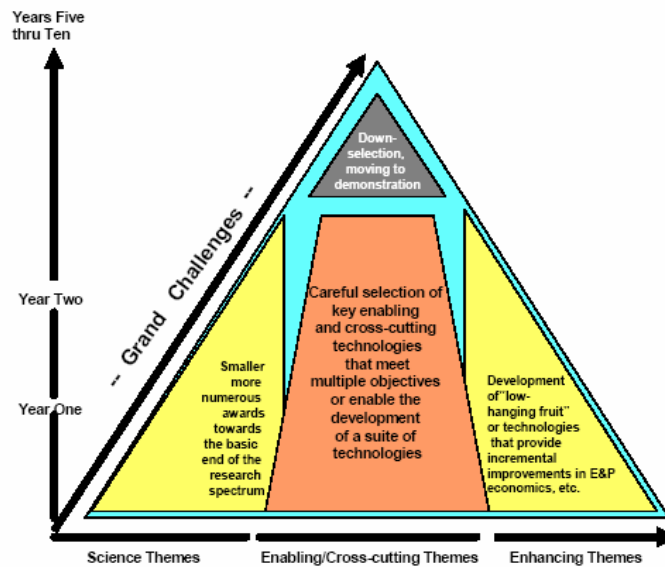 Years Five
thru Ten
Down-
selection,
moving to
demonstration
-- Grand Challenges --
Year Two
Year One
Careful selection of
key enabling
and cross-cutting
technologies
that meet
multiple objectives
or enable the
development
of a suite of
technologies
Smaller
more
numerous
awards
towards
the basic
end of the
research
spectrum
Development
of"low-
hanging fruit"
or technologies
that provide
incremental
improvements in E&P
economics, etc.
Science Themes
Enabling/Cross-cutting Themes
Enhancing Themes